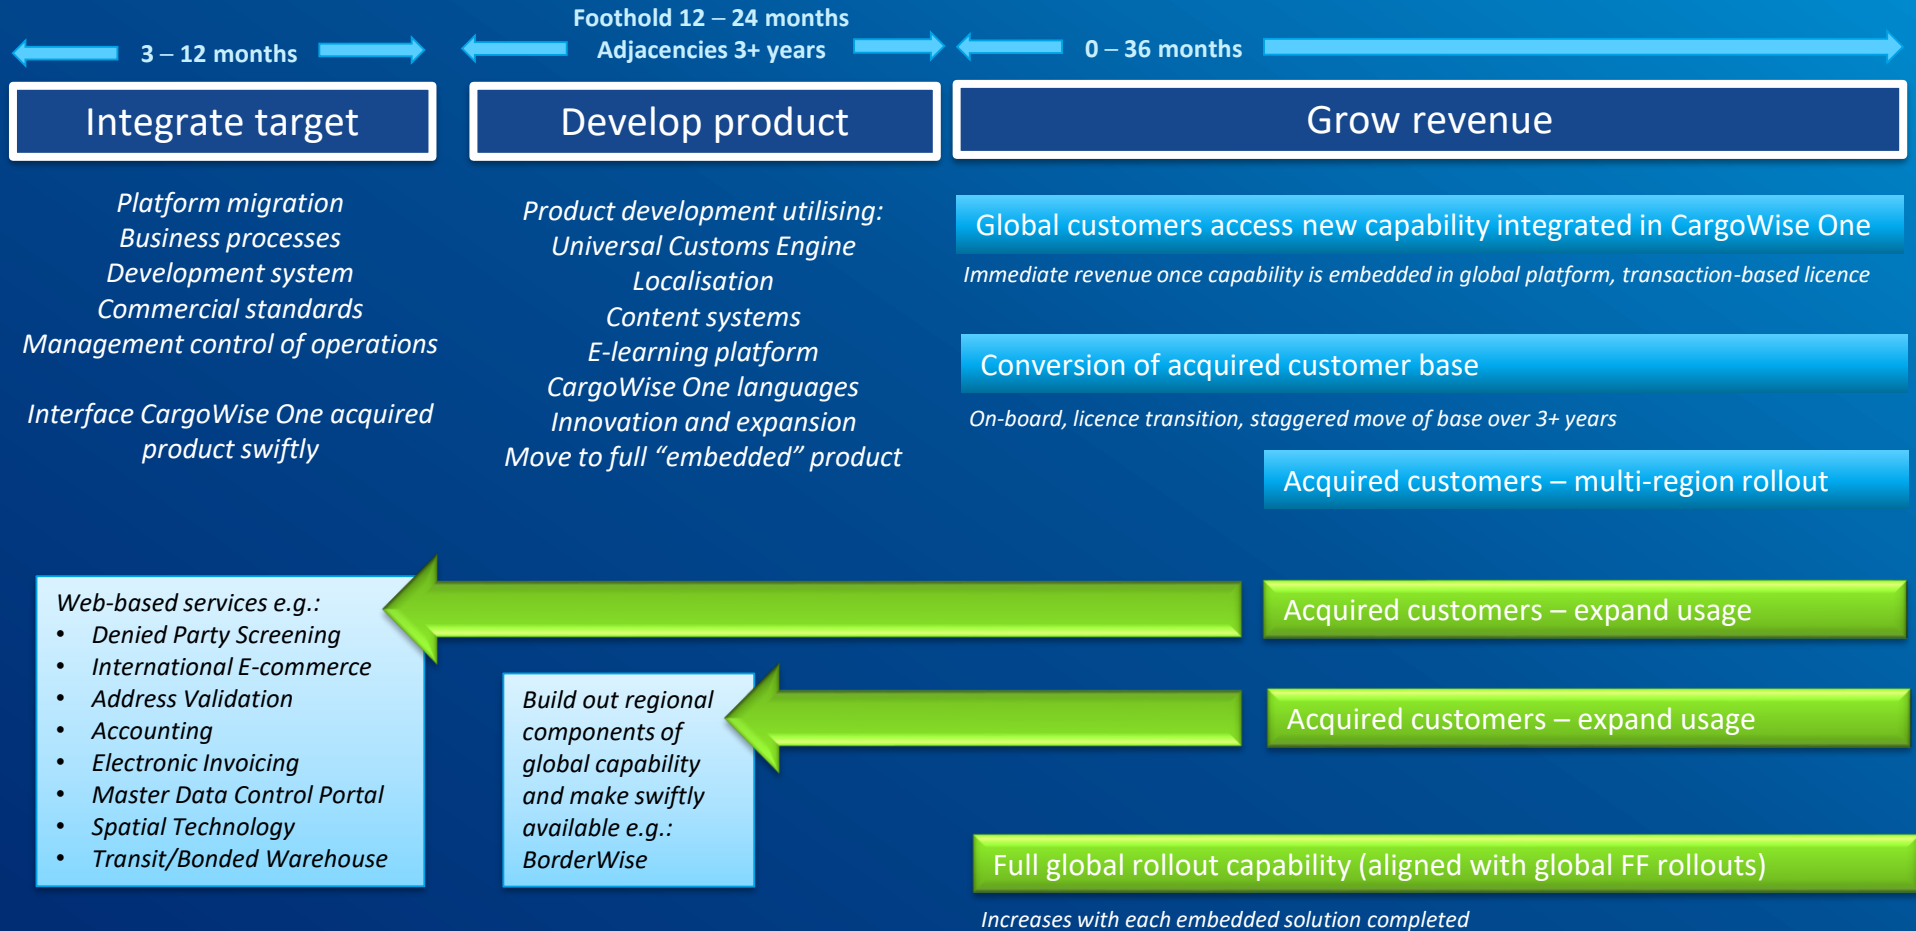 3 – 12 months
Foothold 12 – 24 months
Adjacencies 3+ years
0 – 36 months
Integrate target
Develop product
Grow revenue
Platform migration
Business processes
Development system
Commercial standards
Management control of operations
Interface CargoWise One acquired
product swiftly
Product development utilising:
Universal Customs Engine
Localisation
Content systems
E-learning platform
CargoWise One languages
Innovation and expansion
Move to full “embedded” product
Global customers access new capability integrated in CargoWise One
Immediate revenue once capability is embedded in global platform, transaction-based licence
Conversion of acquired customer base
On-board, licence transition, staggered move of base over 3+ years
Acquired customers – multi-region rollout
Web-based services e.g.:
• Denied Party Screening
• International E-commerce
• Address Validation
• Accounting
• Electronic Invoicing
• Master Data Control Portal
• Spatial Technology
• Transit/Bonded Warehouse
Acquired customers – expand usage
Build out regional
components of
global capability
and make swiftly
available e.g.:
BorderWise
Acquired customers – expand usage
Full global rollout capability (aligned with global FF rollouts)
Increases with each embedded solution completed